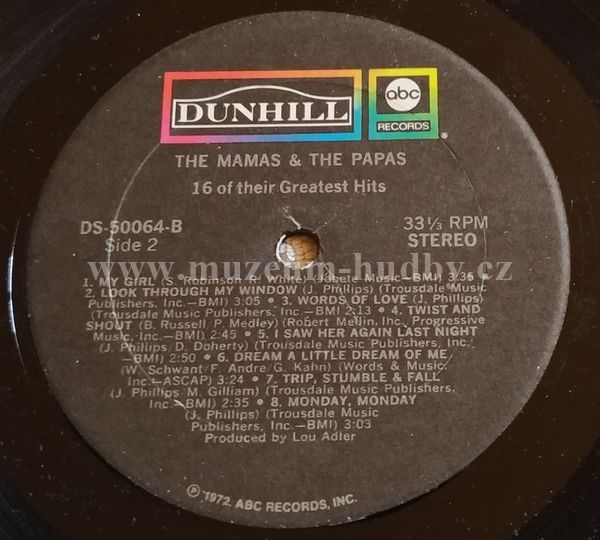 DUNHILL
abc
RECORDS
®
THE MAMAS & THE PAPAS
16 of their Greatest Hits
DS-50064-B
Side 2
33⅓ RPM
STEREO
www.muzeum-hudby.cz
1. MY GIRL (S. Robinson R. White) (Jobete Music—BMI) 3:35 •
2. LOOK THROUGH MY WINDOW (J. Phillips) (Trousdale Music
Publishers, Inc.—BMI) 3:05 • 3. WORDS OF LOVE (J. Phillips)
(Trousdale Music Publishers, Inc.—BMI) 2:13 • 4. TWIST AND
SHOUT (B. Russell P. Medley) (Robert Mellin, Inc., Progressive
Music, Inc.—BMI) 2:45 • 5. I SAW HER AGAIN LAST NIGHT
(J. Phillips/D. Doherty) (Trousdale Music Publishers, Inc.—
BMI) 2:50 • 6. DREAM A LITTLE DREAM OF ME
(W. Schwant/F. Andre/G. Kahn) (Words & Music,
Inc.—ASCAP) 3:24 • 7. TRIP, STUMBLE & FALL
(J. Phillips/M. Gilliam) (Trousdale Music Publishers,
Inc.—BMI) 2:35 • 8. MONDAY, MONDAY
(J. Phillips) (Trousdale Music
Publishers, Inc.—BMI) 3:03
Produced by Lou Adler
℗ 1972 ABC RECORDS, INC.